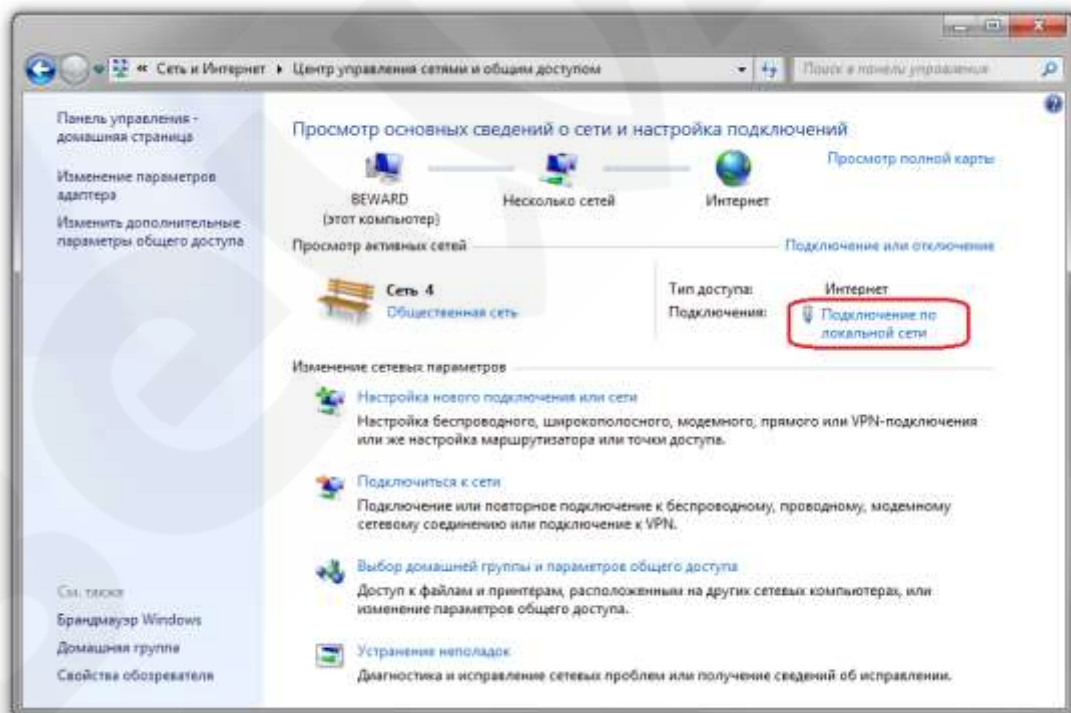 « Сеть и Интернет ▸ Центр управления сетями и общим доступом
Поиск в панели управления
Панель управления -
домашняя страница
Изменение параметров
адаптера
Изменить дополнительные
параметры общего доступа
Просмотр основных сведений о сети и настройка подключений
Просмотр полной карты
BEWARD
(этот компьютер)
Несколько сетей
Интернет
Просмотр активных сетей
Подключение или отключение
Сеть 4
Общественная сеть
Тип доступа: Интернет
Подключения: Подключение по
локальной сети
Изменение сетевых параметров
Настройка нового подключения или сети
Настройка беспроводного, широкополосного, модемного, прямого или VPN-подключения
или же настройка маршрутизатора или точки доступа.
Подключиться к сети
Подключение или повторное подключение к беспроводному, проводному, модемному
сетевому соединению или подключение к VPN.
Выбор домашней группы и параметров общего доступа
Доступ к файлам и принтерам, расположенным на других сетевых компьютерах, или
изменение параметров общего доступа.
Устранение неполадок
Диагностика и исправление сетевых проблем или получение сведений об исправлении.
См. также
Брандмауэр Windows
Домашняя группа
Свойства обозревателя